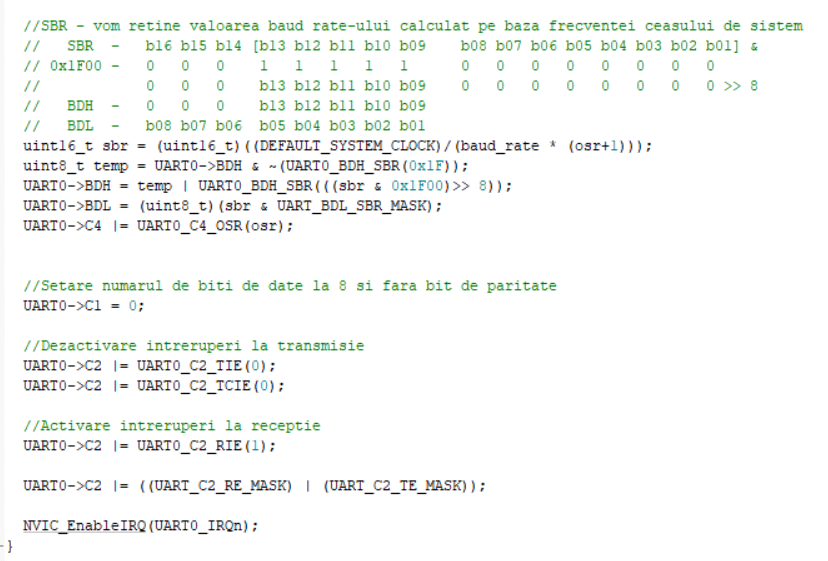 //SBR - vom retine valoarea baud rate-ului calculat pe baza frecventei ceasului de sistem
//   SBR  -   b16 b15 b14 [b13 b12 b11 b10 b09    b08 b07 b06 b05 b04 b03 b02 b01] &
// 0x1F00 -   0   0   0    1   1   1   1   1      0   0   0   0   0   0   0   0
//            0   0   0    b13 b12 b11 b10 b09    0   0   0   0   0   0   0   0 >> 8
//   BDH  -   0   0   0    b13 b12 b11 b10 b09
//   BDL  -   b08 b07 b06  b05 b04 b03 b02 b01
uint16_t sbr = (uint16_t)((DEFAULT_SYSTEM_CLOCK)/(baud_rate * (osr+1)));
uint8_t temp = UART0->BDH & ~(UART0_BDH_SBR(0x1F));
UART0->BDH = temp | UART0_BDH_SBR(((sbr & 0x1F00)>> 8));
UART0->BDL = (uint8_t)(sbr & UART_BDL_SBR_MASK);
UART0->C4 |= UART0_C4_OSR(osr);
//Setare numarul de biti de date la 8 si fara bit de paritate
UART0->C1 = 0;
//Dezactivare intreruperi la transmisie
UART0->C2 |= UART0_C2_TIE(0);
UART0->C2 |= UART0_C2_TCIE(0);
//Activare intreruperi la receptie
UART0->C2 |= UART0_C2_RIE(1);
UART0->C2 |= ((UART_C2_RE_MASK) | (UART_C2_TE_MASK));
NVIC_EnableIRQ(UART0_IRQn);
}